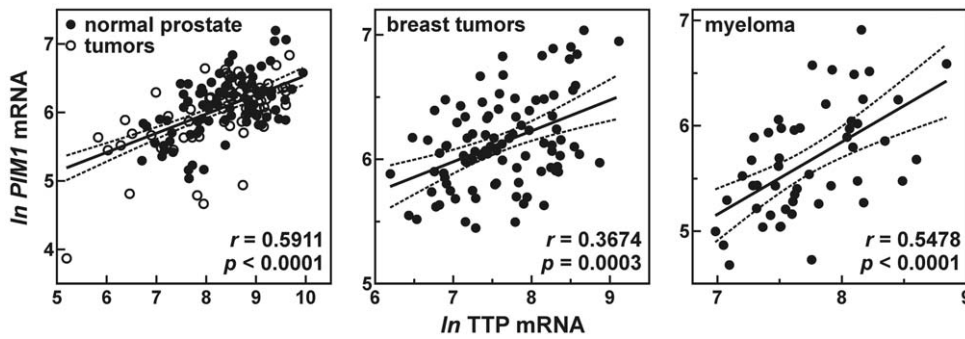 normal prostate
tumors
r = 0.5911
p < 0.0001
ln PIM1 mRNA
7
6
5
4
5
6
7
8
9
10
breast tumors
r = 0.3674
p = 0.0003
7
6
5
6
7
8
9
ln TTP mRNA
myeloma
r = 0.5478
p < 0.0001
7
6
5
7
8
9